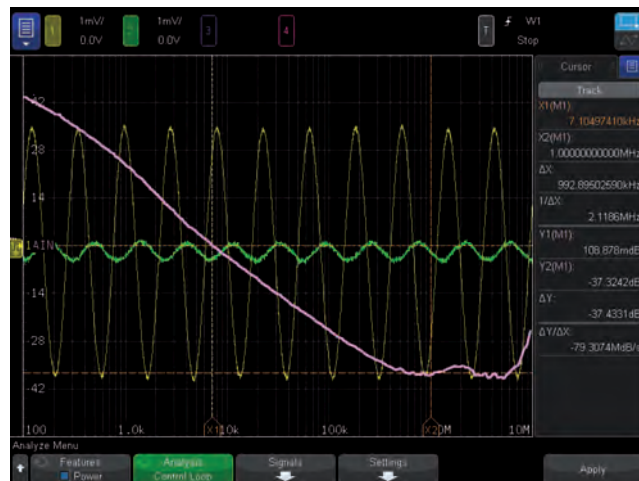 1 1mV/ 0.0V 2 1mV/ 0.0V 3 4 T W1 Stop
Cursor
Track
X1(M1):
7.10497410kHz
X2(M1):
1.00000000000MHz
ΔX:
992.89502590kHz
1/ΔX:
2.1186MHz
Y1(M1):
108.878mdB
Y2(M1):
-37.3242dB
ΔY:
-37.4331dB
ΔY/ΔX:
-79.3074MdB/
42
28
14
IN
-14
-28
-42
100 1.0k X1 10k 100k X2 10M
Analyze Menu
Features
Power
Analysis
Control Loop
Signals
Settings
Apply